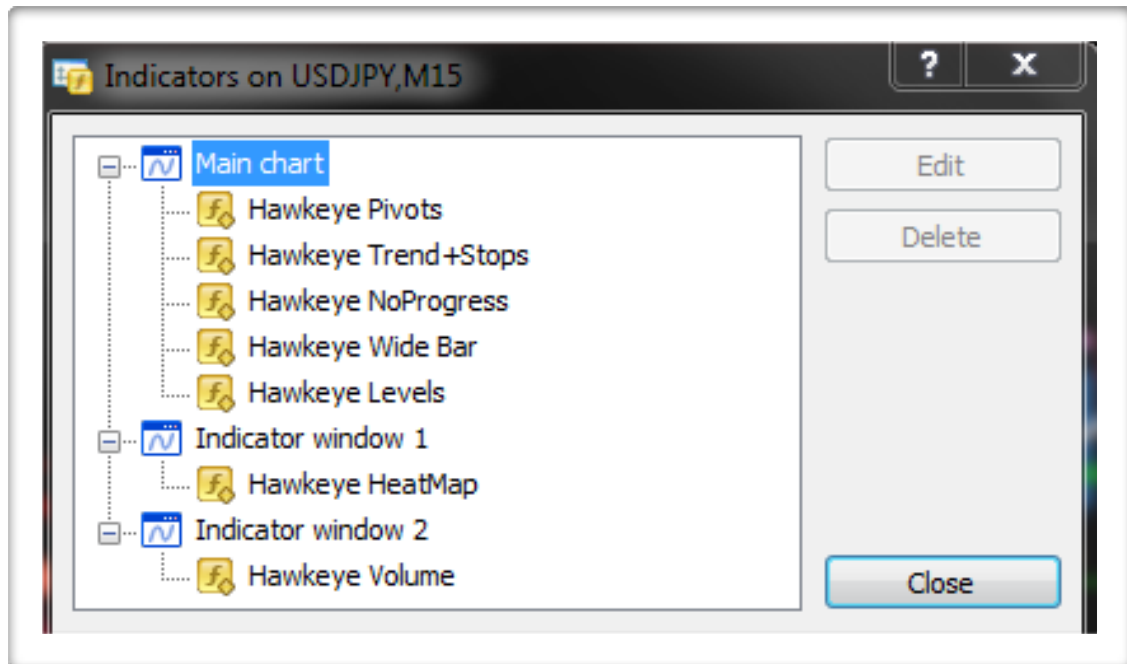 Indicators on USDJPY,M15
?
x
Main chart
Edit
Hawkeye Pivots
Delete
Hawkeye Trend+Stops
Hawkeye NoProgress
Hawkeye Wide Bar
Hawkeye Levels
Indicator window 1
Hawkeye HeatMap
Indicator window 2
Hawkeye Volume
Close